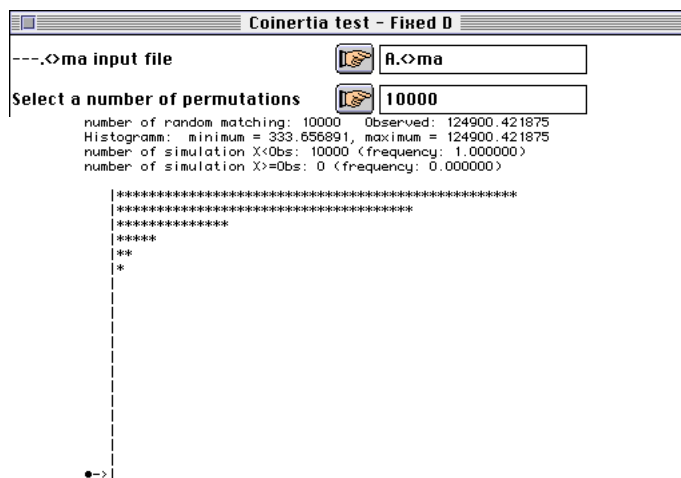 Coinertia test - Fixed D
---.<>ma input file A.<>ma
Select a number of permutations 10000
number of random matching: 10000 Observed: 124900.421875
Histogramm: minimum = 333.656891, maximum = 124900.421875
number of simulation X<Obs: 10000 (frequency: 1.000000)
number of simulation X>=Obs: 0 (frequency: 0.000000)
|**************************************************
|*************************************
|**************
|*****
|**
|*
|
|
|
|
|
|
|
|
|
|
|
|
●->|